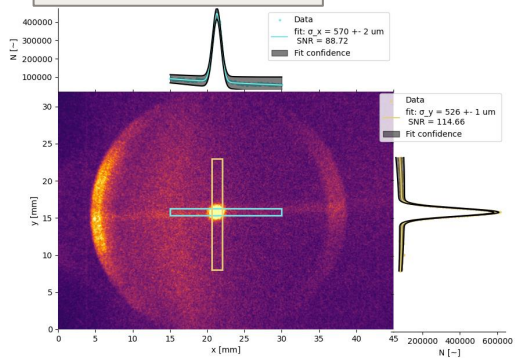 400000
300000
200000
100000
N [~]
Data
fit: σ_x = 570 +- 2 um
SNR = 88.72
Fit confidence
30
25
20
15
10
5
0
y [mm]
0 5 10 15 20 25 30 35 40 45
x [mm]
Data
fit: σ_y = 526 +- 1 um
SNR = 114.66
Fit confidence
200000 400000 600000
N [~]